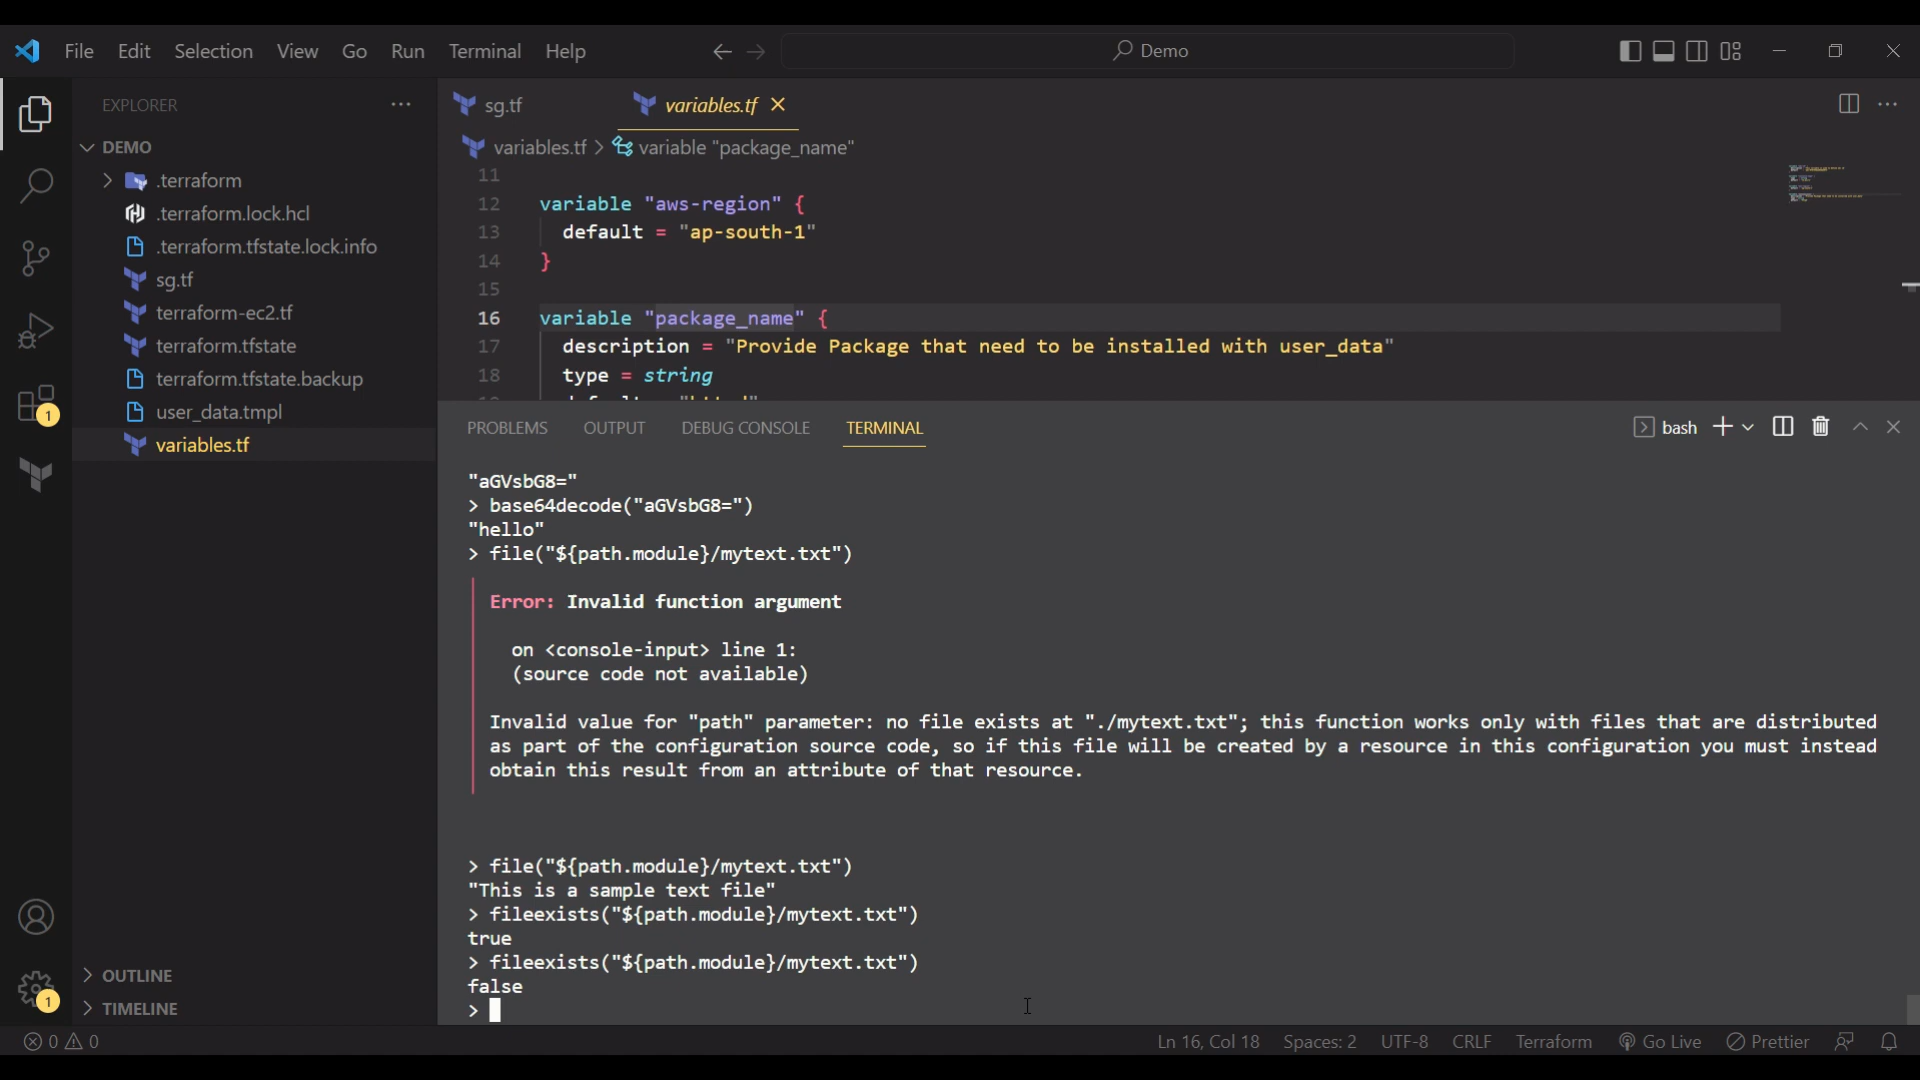 File Edit Selection View Go Run Terminal Help
Demo
EXPLORER
DEMO
.terraform
.terraform.lock.hcl
.terraform.tfstate.lock.info
sg.tf
terraform-ec2.tf
terraform.tfstate
terraform.tfstate.backup
user_data.tmpl
variables.tf
1
OUTLINE
TIMELINE
1
sg.tf variables.tf
variables.tf > variable "package_name"
11
12 variable "aws-region" {
13 default = "ap-south-1"
14 }
15
16 variable "package_name" {
17 description = "Provide Package that need to be installed with user_data"
18 type = string
PROBLEMS OUTPUT DEBUG CONSOLE TERMINAL bash
"aGVsbG8="
> base64decode("aGVsbG8=")
"hello"
> file("${path.module}/mytext.txt")
Error: Invalid function argument
on <console-input> line 1:
(source code not available)
Invalid value for "path" parameter: no file exists at "./mytext.txt"; this function works only with files that are distributed
as part of the configuration source code, so if this file will be created by a resource in this configuration you must instead
obtain this result from an attribute of that resource.
> file("${path.module}/mytext.txt")
"This is a sample text file"
> fileexists("${path.module}/mytext.txt")
true
> fileexists("${path.module}/mytext.txt")
false
>
0 0 Ln 16, Col 18 Spaces: 2 UTF-8 CRLF Terraform Go Live Prettier